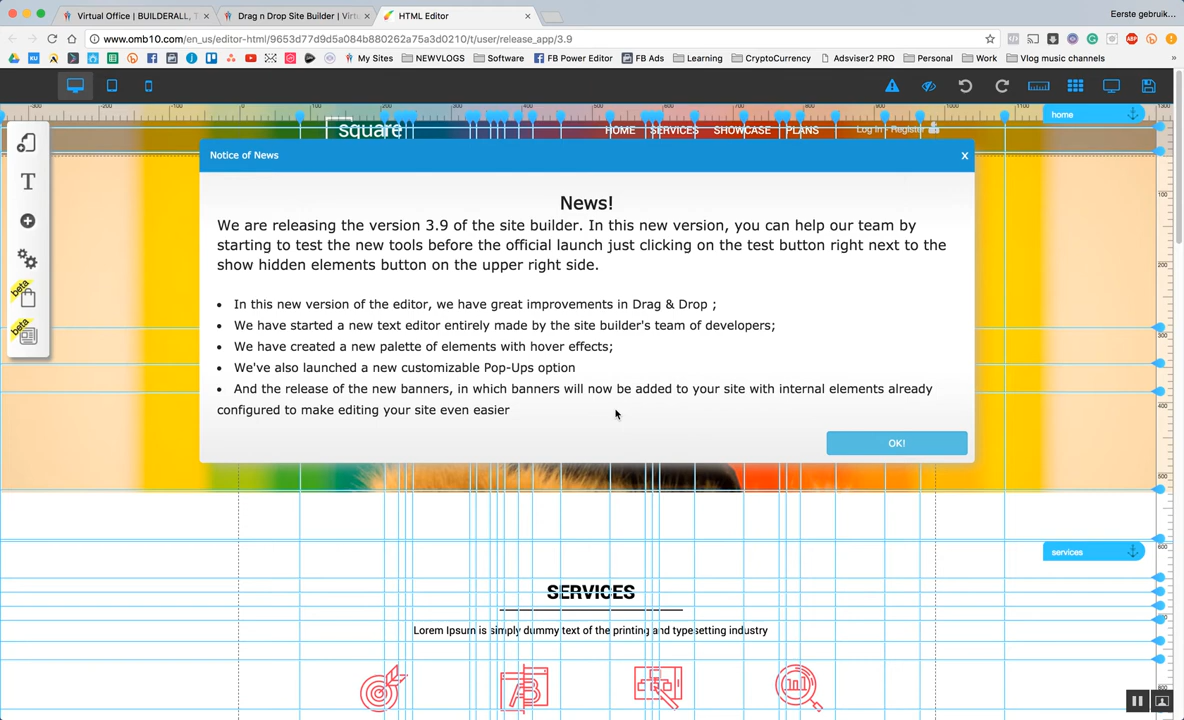 Virtual Office | BUILDERALL, T
Drag n Drop Site Builder | Virtu
HTML Editor
Eerste gebruik...
www.omb10.com/en_us/editor-html/9653d77d9d5a084b880262a75a3d0210/t/user/release_app/3.9
My Sites
NEWVLOGS
Software
FB Power Editor
FB Ads
Learning
CryptoCurrency
Adsviser2 PRO
Personal
Work
Vlog music channels
home
square
HOME SERVICES SHOWCASE PLANS Log In - Register
Notice of News
x
News!
We are releasing the version 3.9 of the site builder. In this new version, you can help our team by
starting to test the new tools before the official launch just clicking on the test button right next to the
show hidden elements button on the upper right side.
• In this new version of the editor, we have great improvements in Drag & Drop ;
• We have started a new text editor entirely made by the site builder's team of developers;
• We have created a new palette of elements with hover effects;
• We've also launched a new customizable Pop-Ups option
• And the release of the new banners, in which banners will now be added to your site with internal elements already
configured to make editing your site even easier
OK!
beta
beta
services
SERVICES
Lorem Ipsum is simply dummy text of the printing and typesetting industry